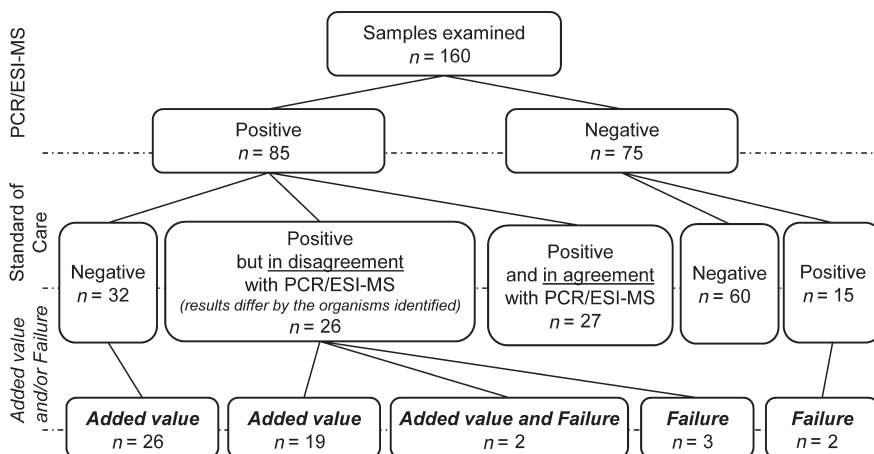 PCR/ESI-MS
Samples examined
n = 160
Positive
n = 85
Negative
n = 75
Standard of
Care
Negative
n = 32
Positive
but in disagreement
with PCR/ESI-MS
(results differ by the organisms identified)
n = 26
Positive
and in agreement
with PCR/ESI-MS
n = 27
Negative
n = 60
Positive
n = 15
Added value
and/or Failure
Added value
n = 26
Added value
n = 19
Added value and Failure
n = 2
Failure
n = 3
Failure
n = 2